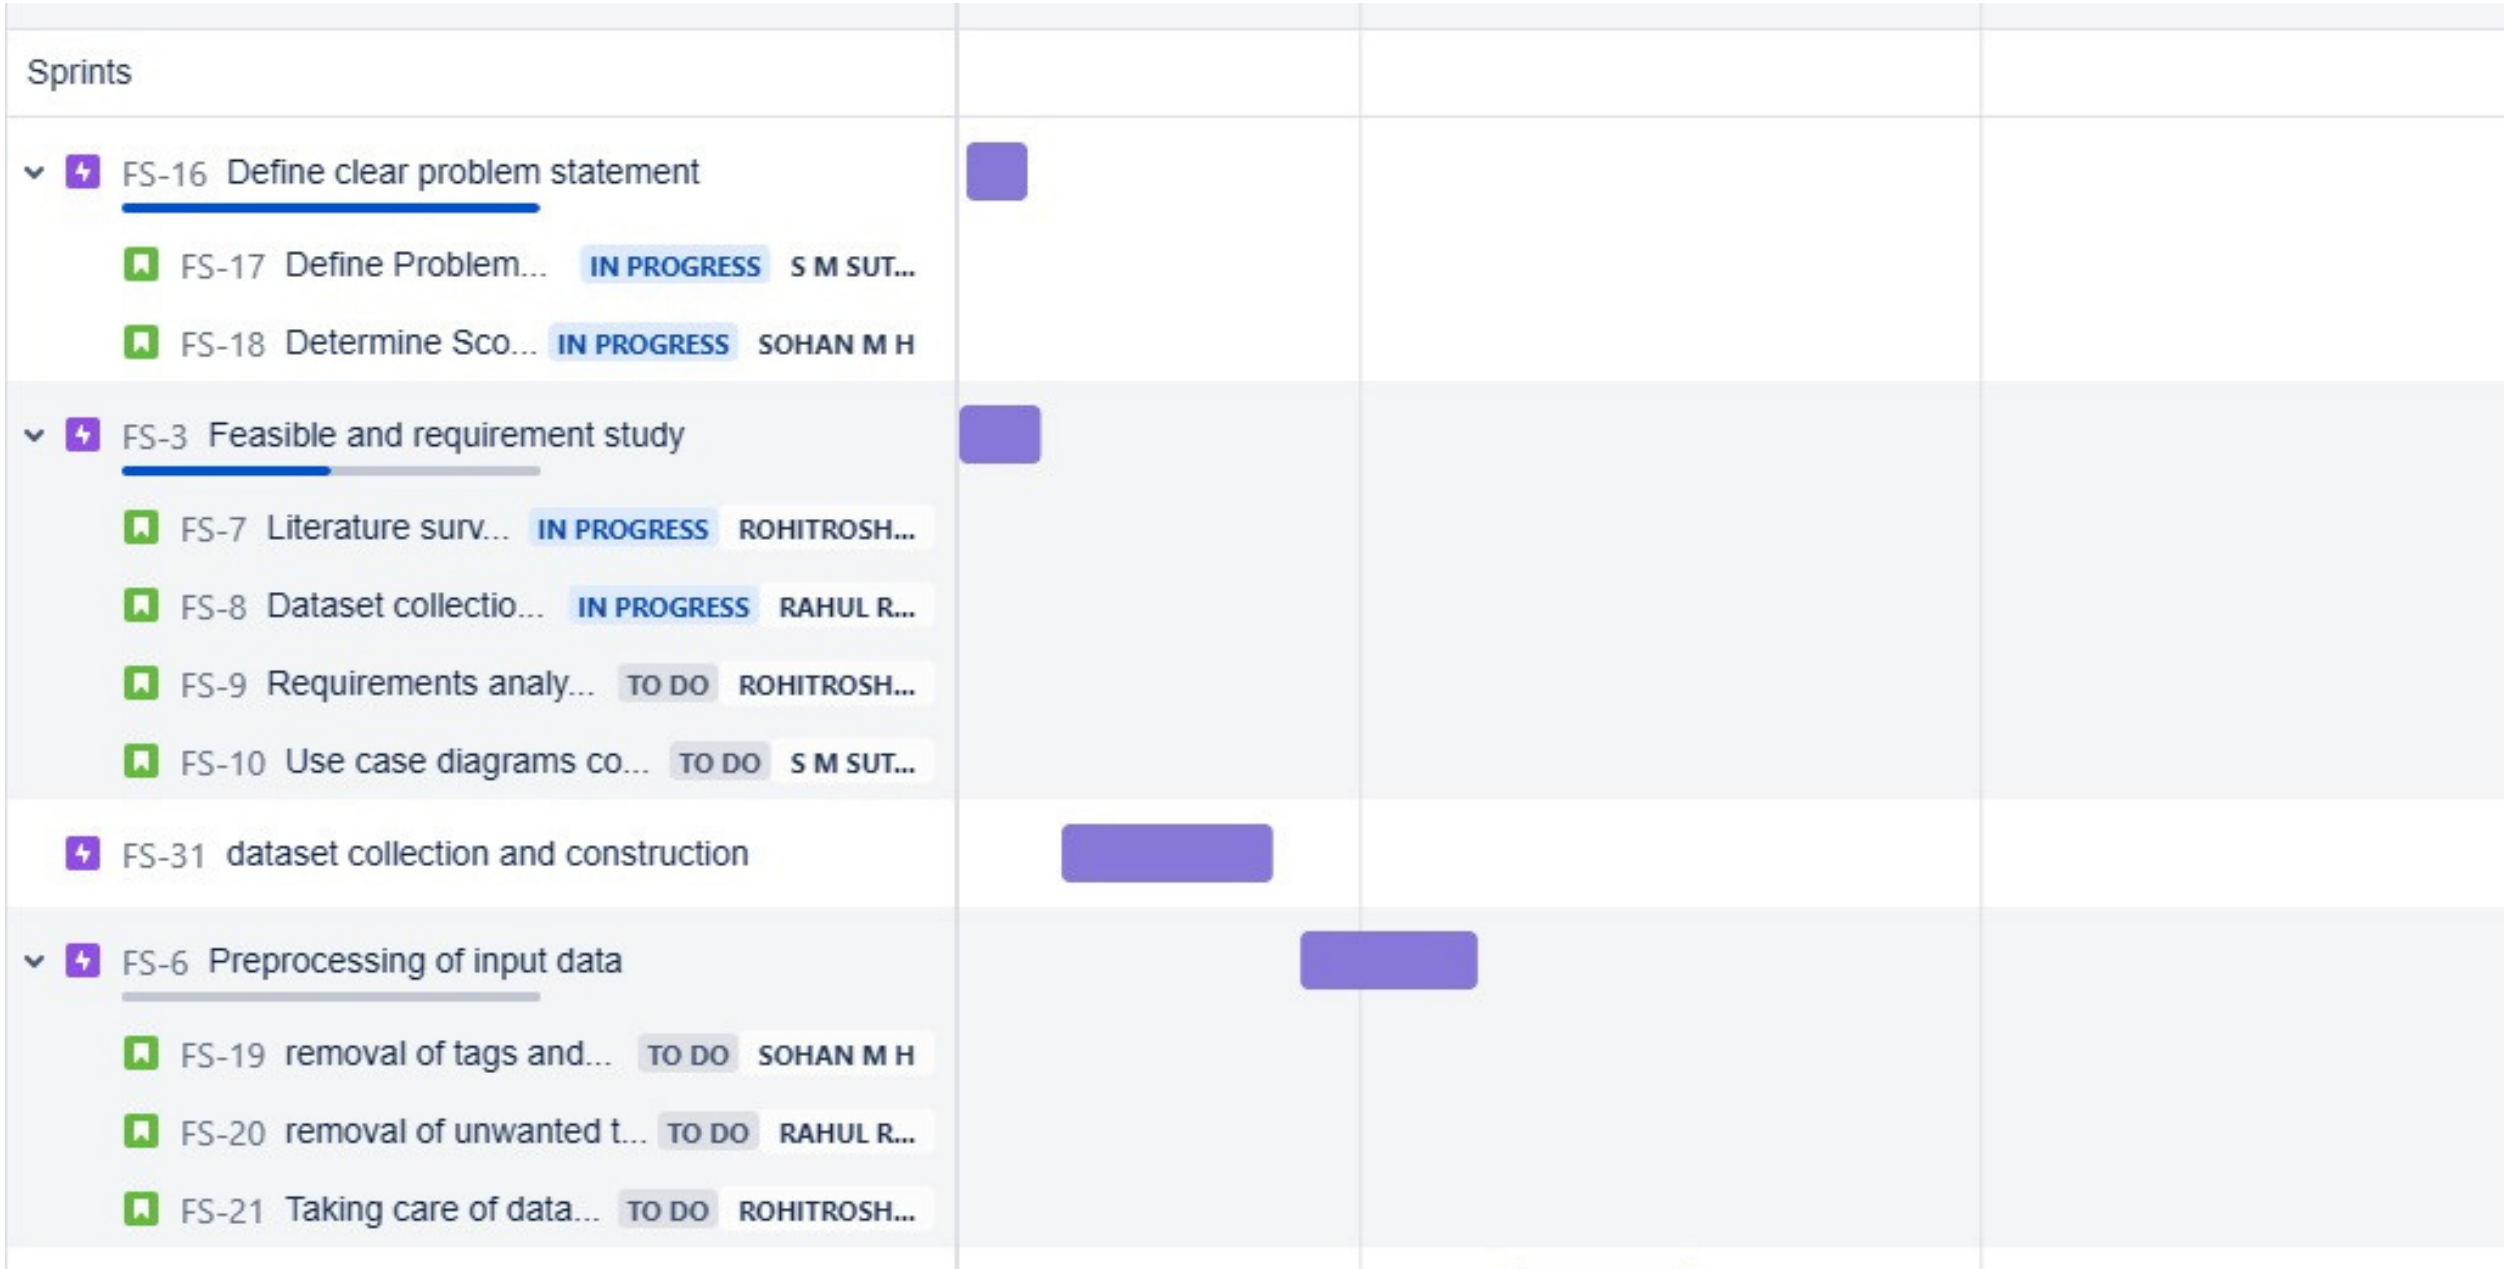 Sprints
FS-16 Define clear problem statement
FS-17 Define Problem... IN PROGRESS S M SUT...
FS-18 Determine Sco... IN PROGRESS SOHAN M H
FS-3 Feasible and requirement study
FS-7 Literature surv... IN PROGRESS ROHITROSH...
FS-8 Dataset collectio... IN PROGRESS RAHUL R...
FS-9 Requirements analy... TO DO ROHITROSH...
FS-10 Use case diagrams co... TO DO S M SUT...
FS-31 dataset collection and construction
FS-6 Preprocessing of input data
FS-19 removal of tags and... TO DO SOHAN M H
FS-20 removal of unwanted t... TO DO RAHUL R...
FS-21 Taking care of data... TO DO ROHITROSH...